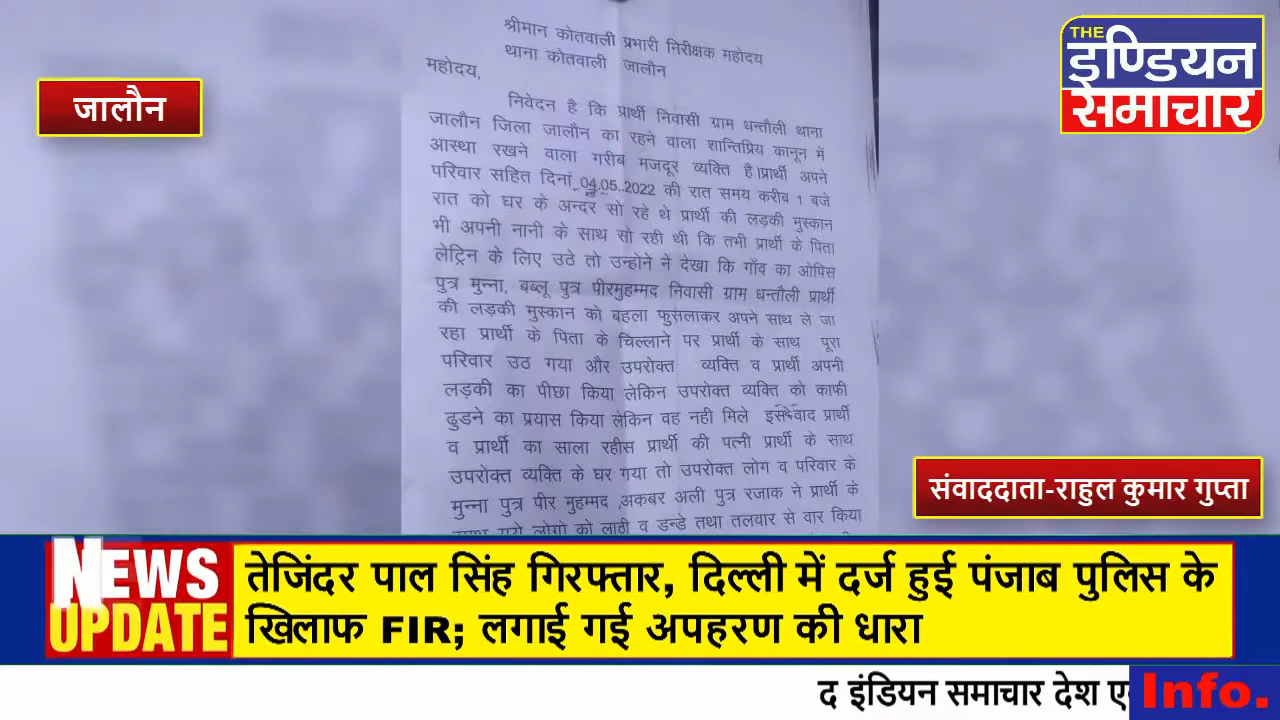 श्रीमान कोतवाली प्रभारी निरीक्षक महोदय
थाना कोतवाली जालौन
महोदय,
निवेदन है कि प्रार्थी निवासी ग्राम धन्तौली थाना
जालौन जिला जालौन का रहने वाला शान्तिप्रिय कानून में
आस्था रखने वाला गरीब मजदूर व्यक्ति है।प्रार्थी अपने
परिवार सहित दिनां 04.05..2022 की रात समय करीब 1 बजे
रात को घर के अन्दर सो रहे थे प्रार्थी की लड़की मुस्कान
भी अपनी नानी के साथ सो रही थी कि तभी प्रार्थी के पिता
लेट्रिन के लिए उठे तो उन्होने ने देखा कि गाँव का ओपिस
पुत्र मुन्ना, बब्लू पुत्र पीरमुहम्मद निवासी ग्राम धन्तौली प्रार्थी
की लड़की मुस्कान को बहला फुसलाकर अपने साथ ले जा
रहा प्रार्थी के पिता के चिल्लाने पर प्रार्थी के साथ पूरा
परिवार उठ गया और उपरोक्त व्यक्ति व प्रार्थी अपनी
लड़की का पीछा किया लेकिन उपरोक्त व्यक्ति को काफी
ढुडने का प्रयास किया लेकिन वह नही मिले इसके वाद प्रार्थी
व प्रार्थी का साला रहीस प्रार्थी की पत्नी प्रार्थी के साथ
उपरोक्त व्यक्ति के घर गया तो उपरोक्त लोग व परिवार के
मुन्ना पुत्र पीर मुहम्मद ,अकबर अली पुत्र रजाक ने प्रार्थी के
गये लोगो को लाठी व डन्डे तथा तलवार से वार किया
जालौन
THE
इण्डियन
समाचार
संवाददाता-राहुल कुमार गुप्ता
NEWS
UPDATE
तेजिंदर पाल सिंह गिरफ्तार, दिल्ली में दर्ज हुई पंजाब पुलिस के
खिलाफ FIR; लगाई गई अपहरण की धारा
द इंडियन समाचार देश
Info.